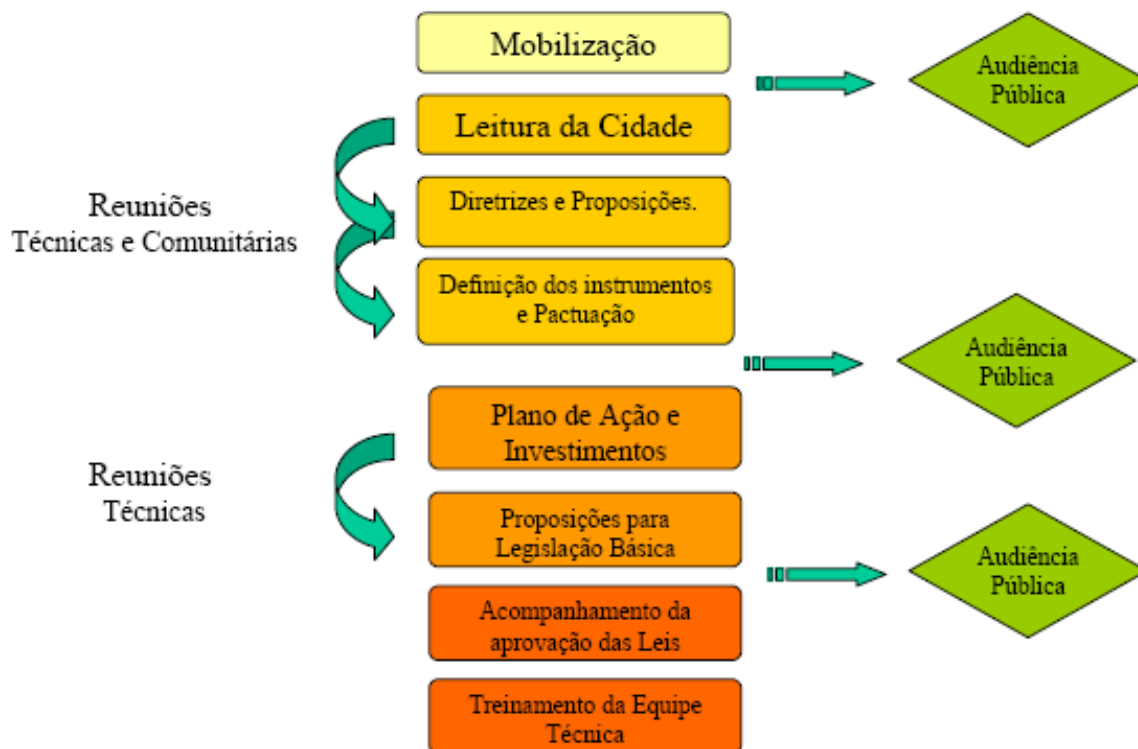 Mobilização
Audiência
Pública
Leitura da Cidade
Reuniões
Técnicas e Comunitárias
Diretrizes e Proposições.
Definição dos instrumentos
e Pactuação
Audiência
Pública
Plano de Ação e
Investimentos
Reuniões
Técnicas
Proposições para
Legislação Básica
Audiência
Pública
Acompanhamento da
aprovação das Leis
Treinamento da Equipe
Técnica